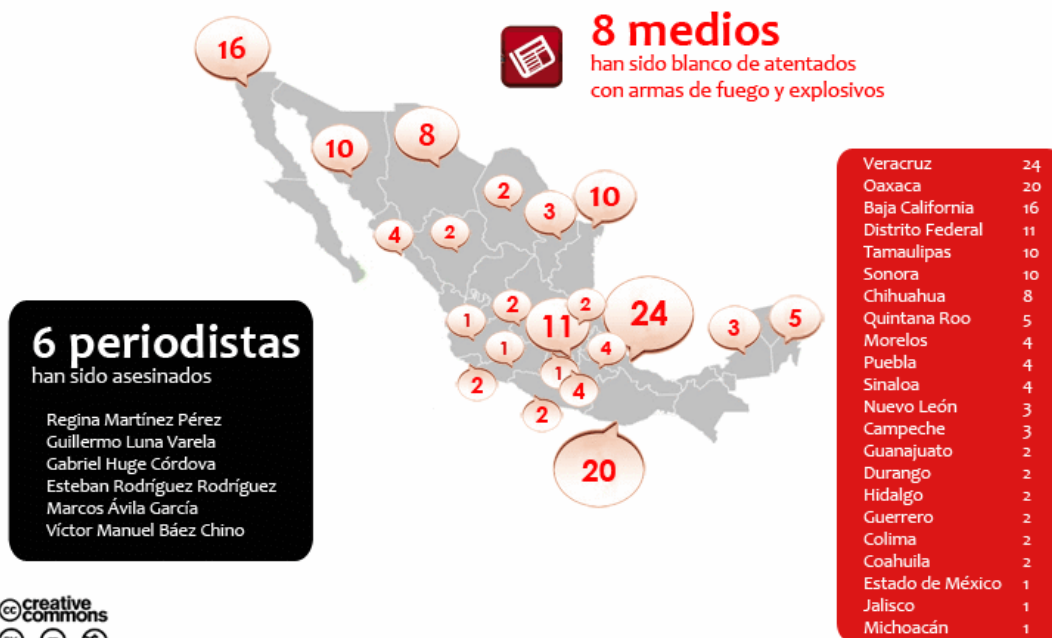 8 medios
han sido blanco de atentados
con armas de fuego y explosivos
16
10
8
2
3
10
4
2
1
2
11
2
24
3
5
1
4
2
1
4
2
20
6 periodistas
han sido asesinados
Regina Martínez Pérez
Guillermo Luna Varela
Gabriel Huge Córdova
Esteban Rodríguez Rodríguez
Marcos Ávila García
Víctor Manuel Báez Chino
Veracruz 24
Oaxaca 20
Baja California 16
Distrito Federal 11
Tamaulipas 10
Sonora 10
Chihuahua 8
Quintana Roo 5
Morelos 4
Puebla 4
Sinaloa 4
Nuevo León 3
Campeche 3
Guanajuato 2
Durango 2
Hidalgo 2
Guerrero 2
Colima 2
Coahuila 2
Estado de México 1
Jalisco 1
Michoacán 1
cc creative
commons